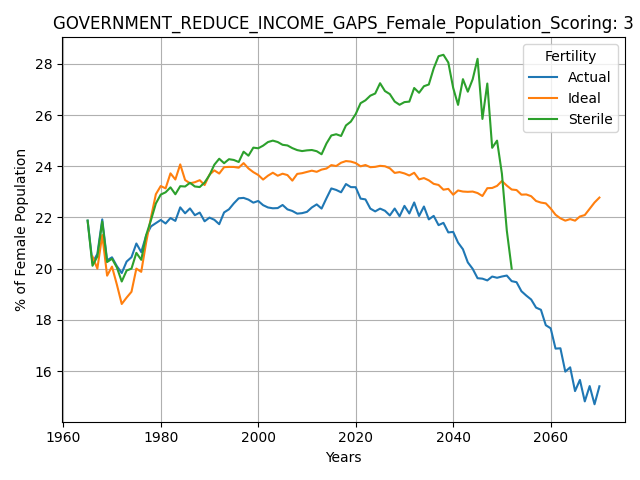 GOVERNMENT_REDUCE_INCOME_GAPS_Female_Population_Scoring: 3
% of Female Population
28
26
24
22
20
18
16
Fertility
Actual
Ideal
Sterile
1960 1980 2000 2020 2040 2060
Years